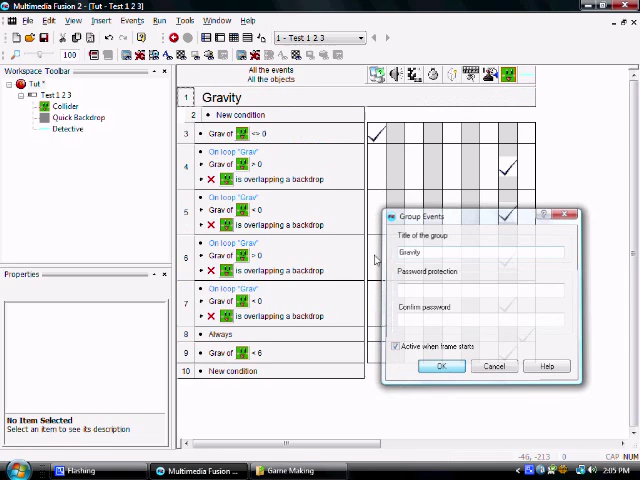 Multimedia Fusion 2 - [Tut - Test 1 2 3]
File Edit View Insert Events Run Tools Window Help
1 - Test 1 2 3
100
Workspace Toolbar
Tut *
Test 1 2 3
Collider
Quick Backdrop
Detective
Properties
No Item Selected
Select an item to see its description
All the events
All the objects
1 Gravity
2 • New condition
3 • Grav of <> 0
4 • On loop "Grav"
• Grav of > 0
• X is overlapping a backdrop
5 • On loop "Grav"
• Grav of < 0
• X is overlapping a backdrop
6 • On loop "Grav"
• Grav of > 0
• X is overlapping a backdrop
7 • On loop "Grav"
• Grav of < 0
• X is overlapping a backdrop
8 • Always
9 • Grav of < 6
10 • New condition
Group Events
Title of the group
Gravity
Password protection
Confirm password
Active when frame starts
OK Cancel Help
-46, -213 0 CAP NUM
Flashing Multimedia Fusion ... Game Making 2:05 PM